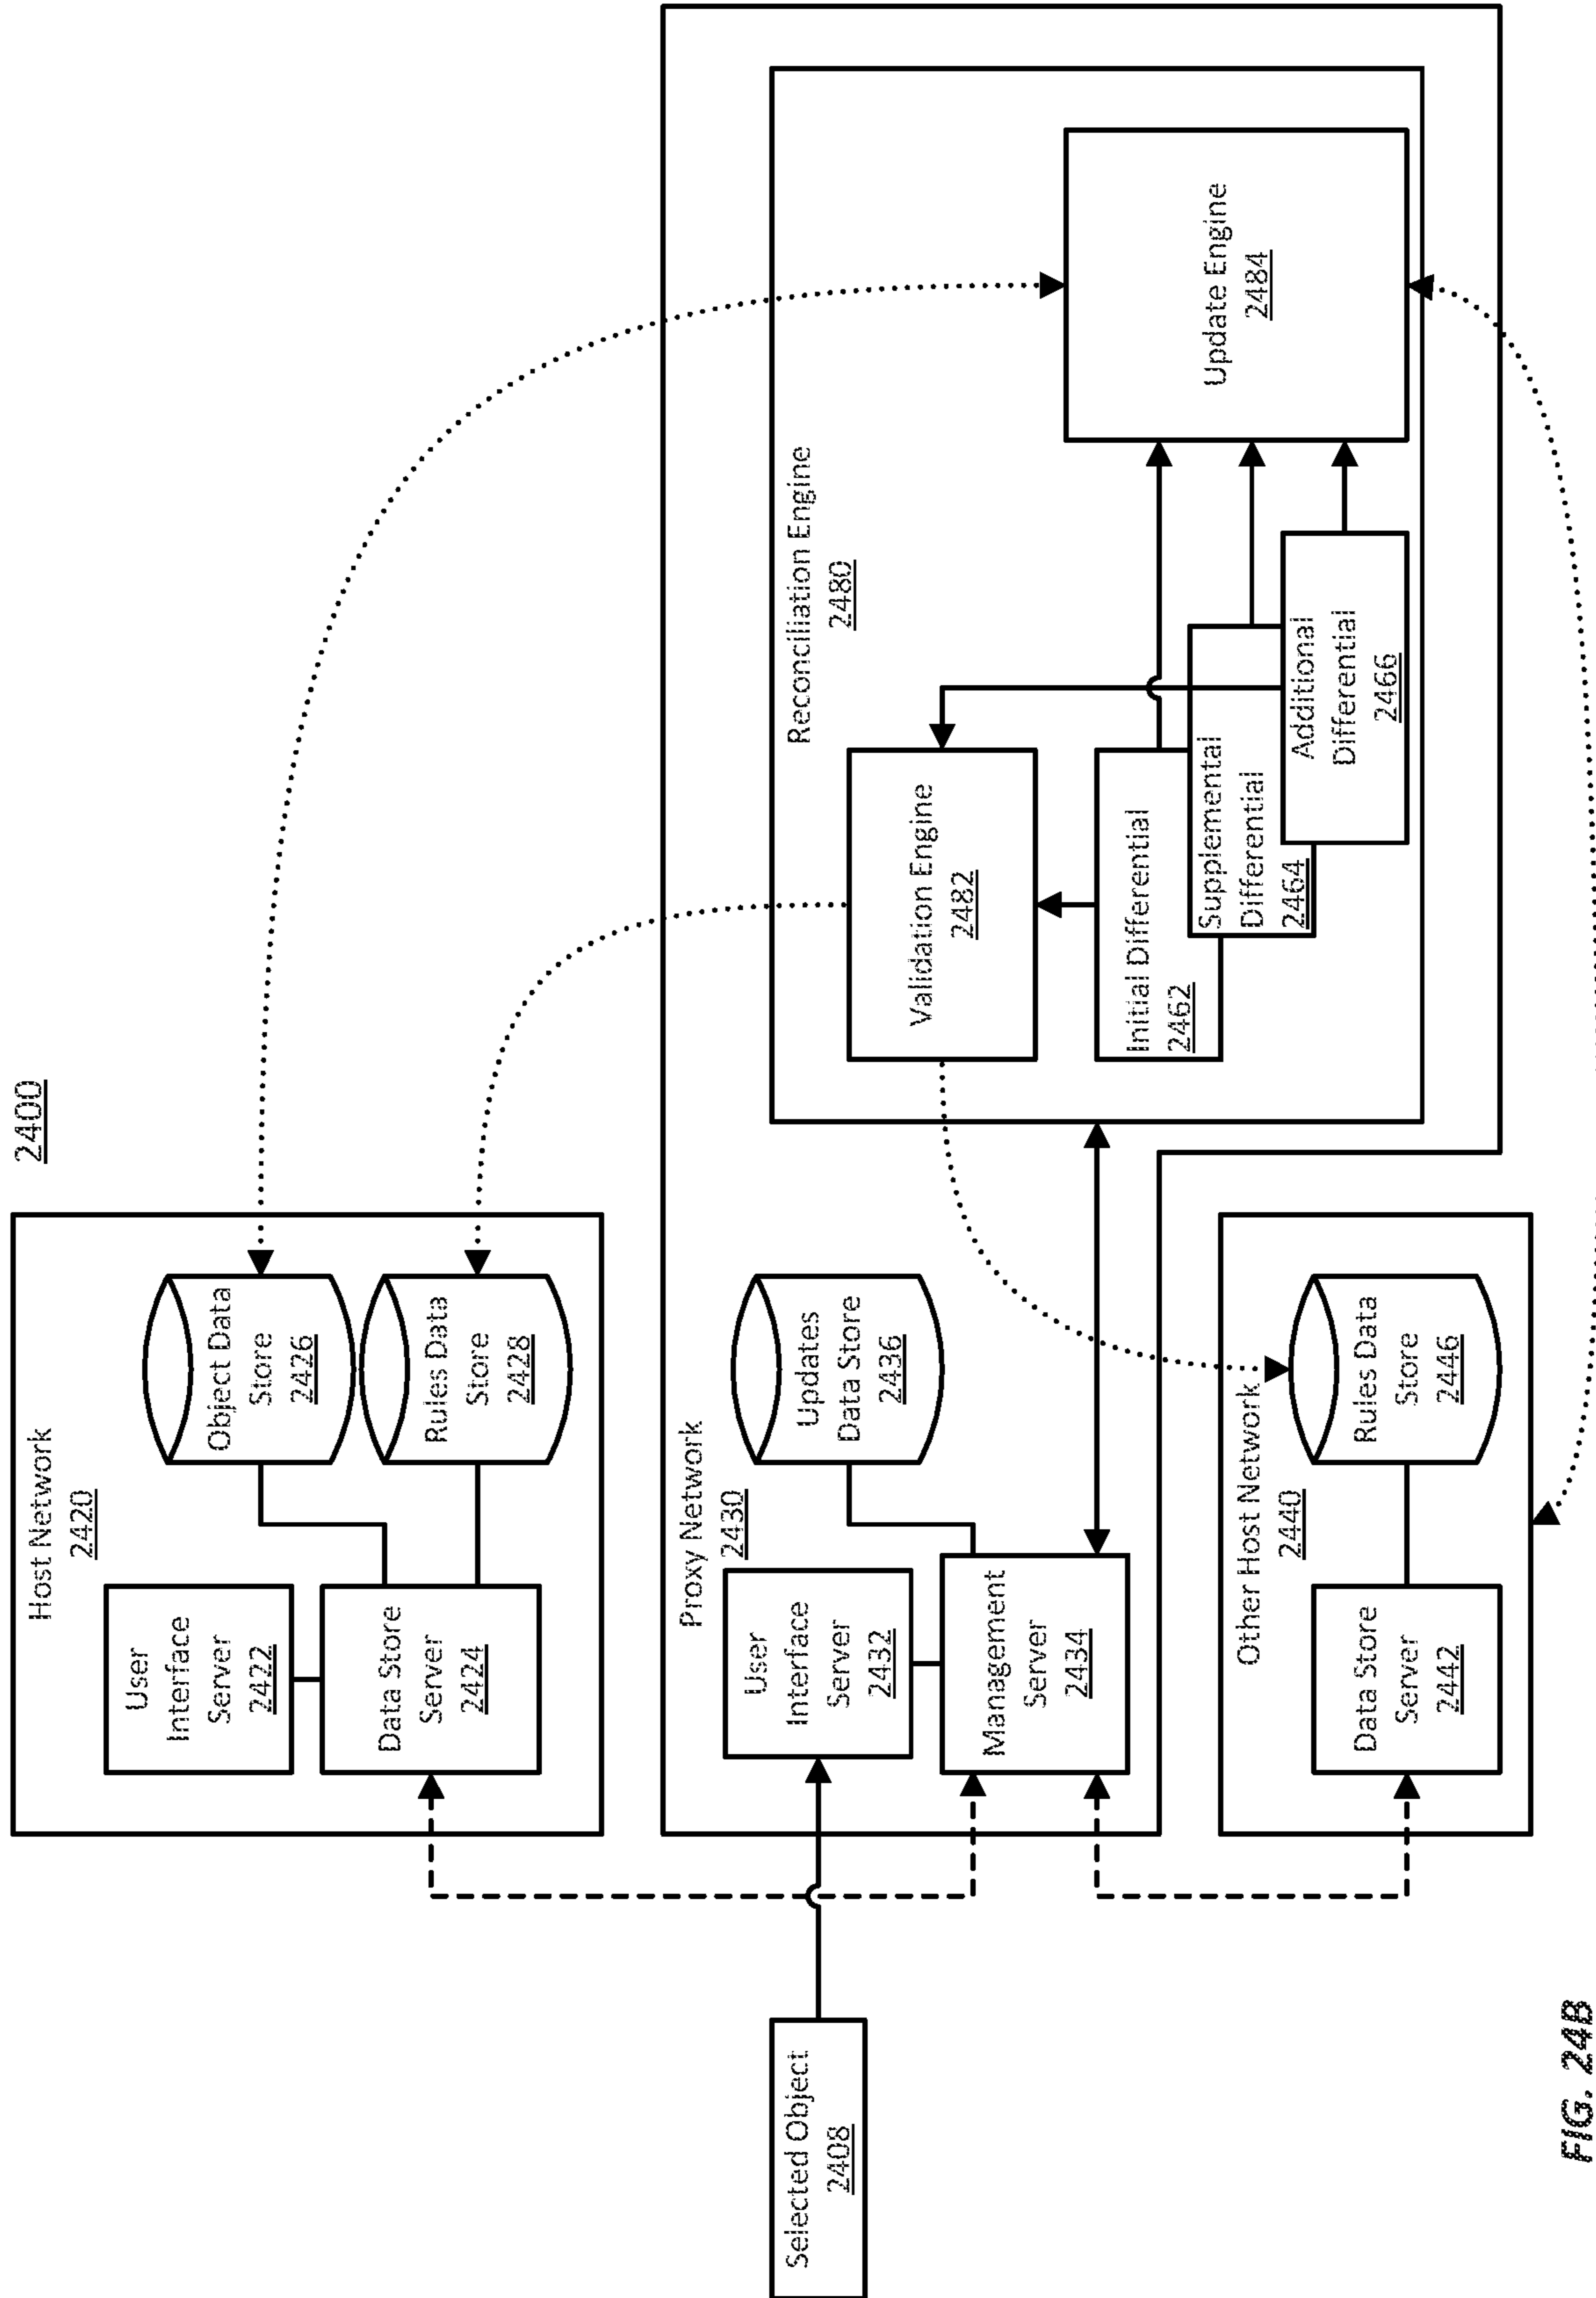 2400
Host Network
2420
User
Interface
Server
2422
Data Store
Server
2424
Object Data
Store
2426
Rules Data
Store
2428
Selected Object
2408
Proxy Network
2430
User
Interface
Server
2432
Management
Server
2434
Updates
Data Store
2436
Reconciliation Engine
2480
Validation Engine
2482
Initial Differential
2462
Supplemental
Differential
2464
Additional
Differential
2466
Update Engine
2484
Other Host Network
2440
Data Store
Server
2442
Rules Data
Store
2446
FIG. 24B